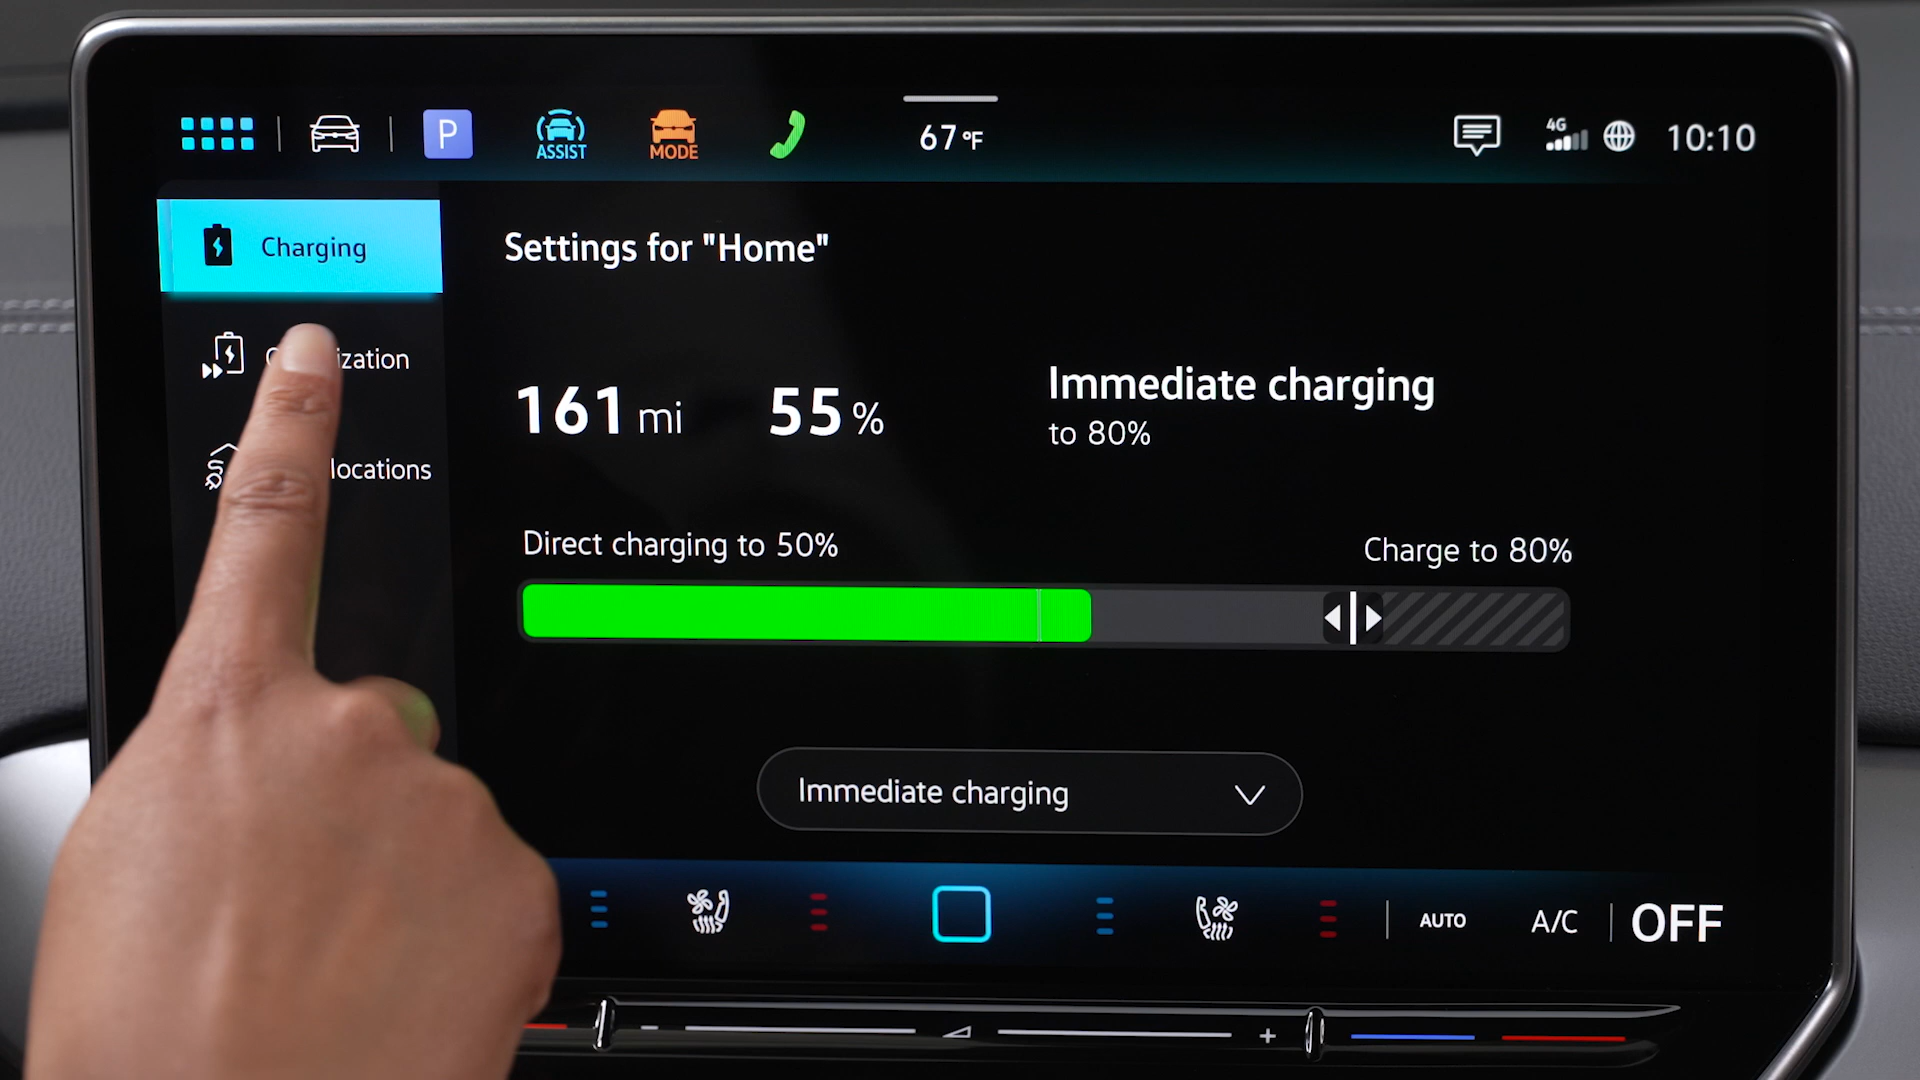 P
ASSIST
MODE
67 °F
4G
10:10
Charging
ization
locations
Settings for "Home"
161 mi
55 %
Immediate charging
to 80%
Direct charging to 50%
Charge to 80%
Immediate charging
AUTO
A/C
OFF